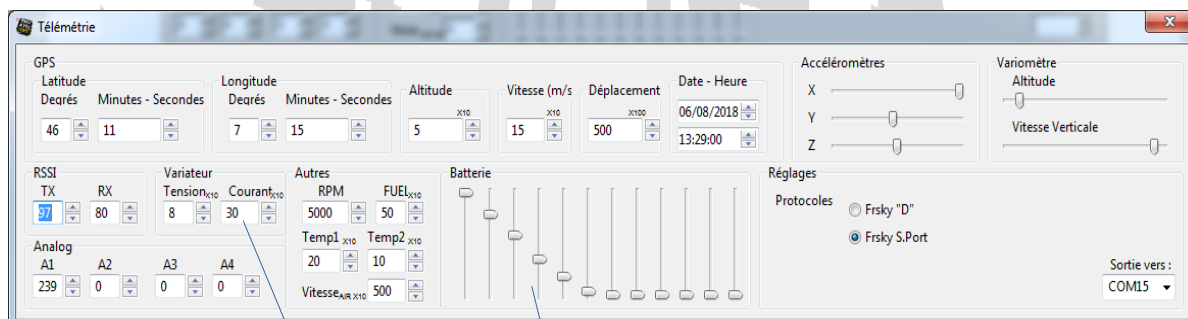 Télémétrie
x
GPS
Latitude
Degrés Minutes - Secondes
46 11
Longitude
Degrés Minutes - Secondes
7 15
Altitude
X10
5
Vitesse (m/s
X10
15
Déplacement
X100
500
Date - Heure
06/08/2018
13:29:00
Accéléromètres
X
Y
Z
Variomètre
Altitude
Vitesse Verticale
RSSI
TX RX
97 80
Variateur
TensionX10 CourantX10
8 30
Autres
RPM FUELX10
5000 50
Temp1 X10 Temp2 X10
20 10
VitesseAIR X10 500
Batterie
Réglages
Protocoles
Frsky "D"
Frsky S.Port
Sortie vers :
COM15
Analog
A1 A2 A3 A4
239 0 0 0